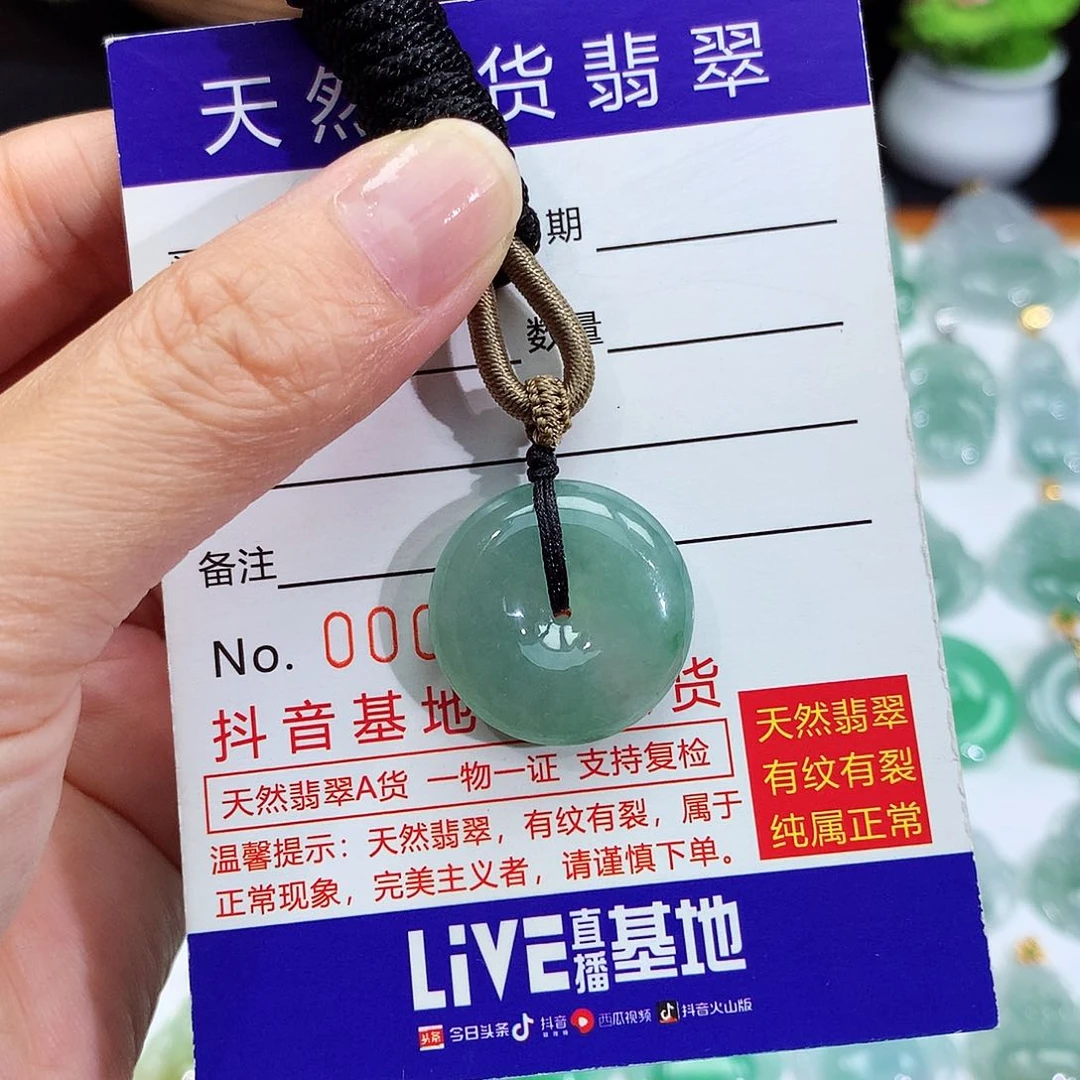 天然 货翡翠
期
数量
备注
No. 000
抖音基地 货
天然翡翠A货 一物一证 支持复检
天然翡翠
有纹有裂
纯属正常
温馨提示：天然翡翠，有纹有裂，属于
正常现象，完美主义者，请谨慎下单。
LiVE直播基地
头条 今日头条 抖音 西瓜视频 抖音火山版